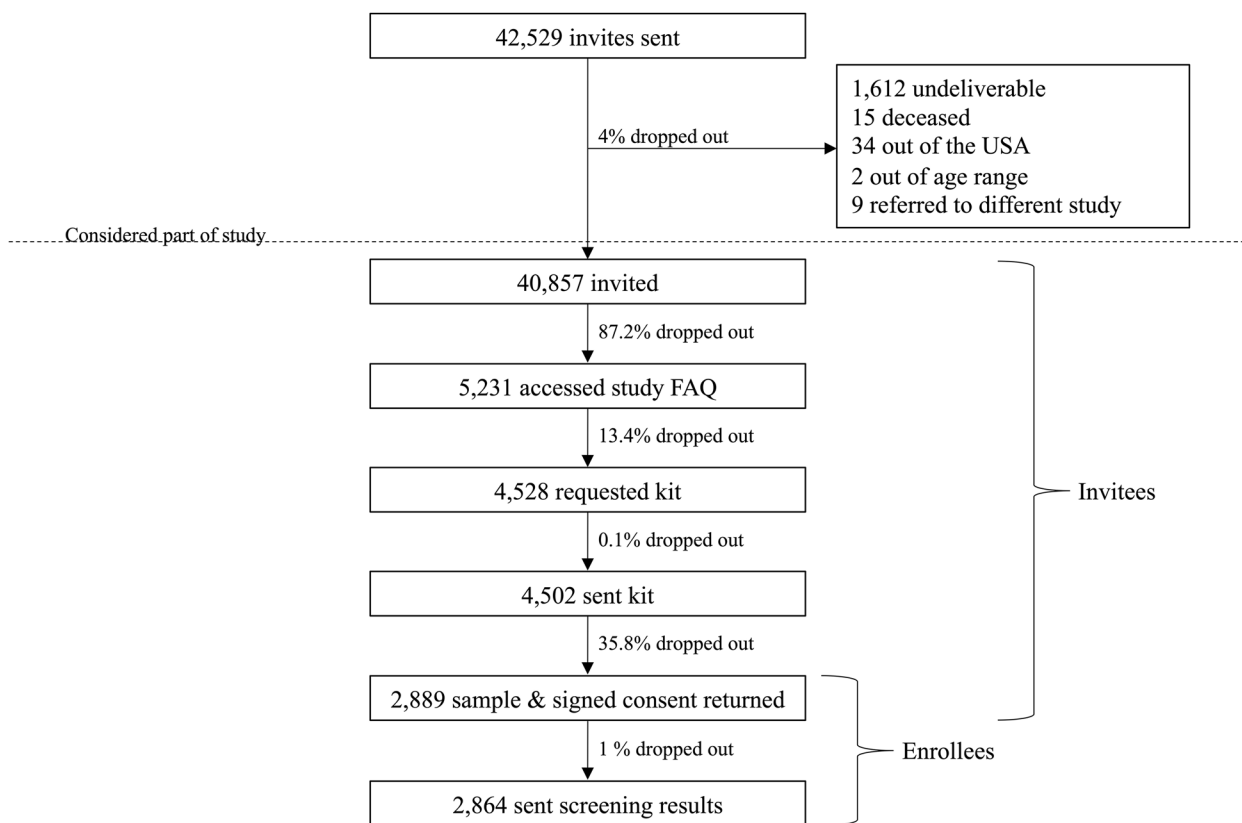 42,529 invites sent
1,612 undeliverable
15 deceased
34 out of the USA
2 out of age range
9 referred to different study
4% dropped out
Considered part of study
40,857 invited
87.2% dropped out
5,231 accessed study FAQ
13.4% dropped out
4,528 requested kit
Invitees
0.1% dropped out
4,502 sent kit
35.8% dropped out
2,889 sample & signed consent returned
1 % dropped out
Enrollees
2,864 sent screening results